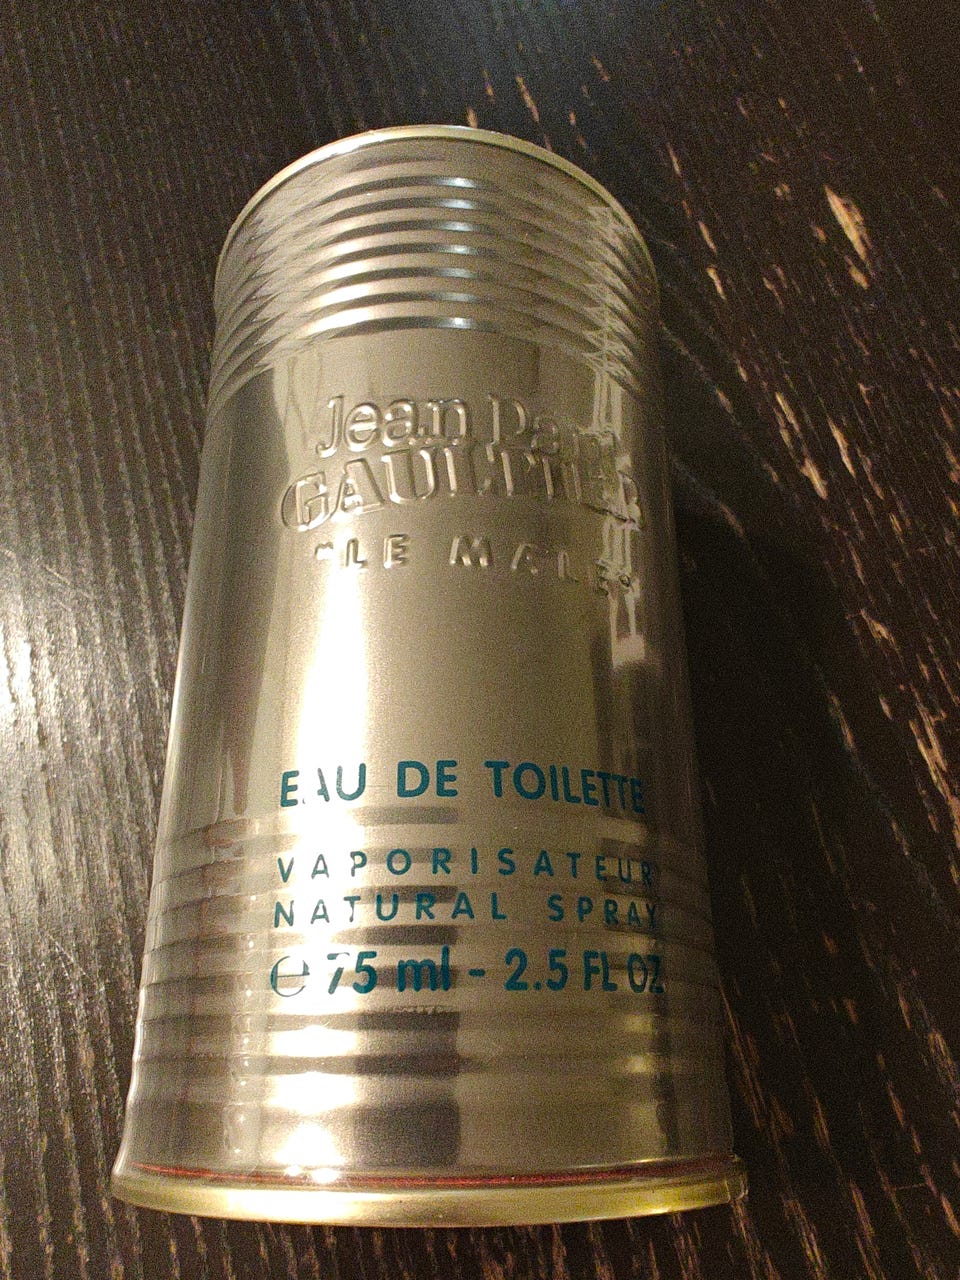 Jean Paul
GAULTIER
"LE MALE"
EAU DE TOILETTE
VAPORISATEUR
NATURAL SPRAY
℮ 75 ml - 2.5 FL OZ